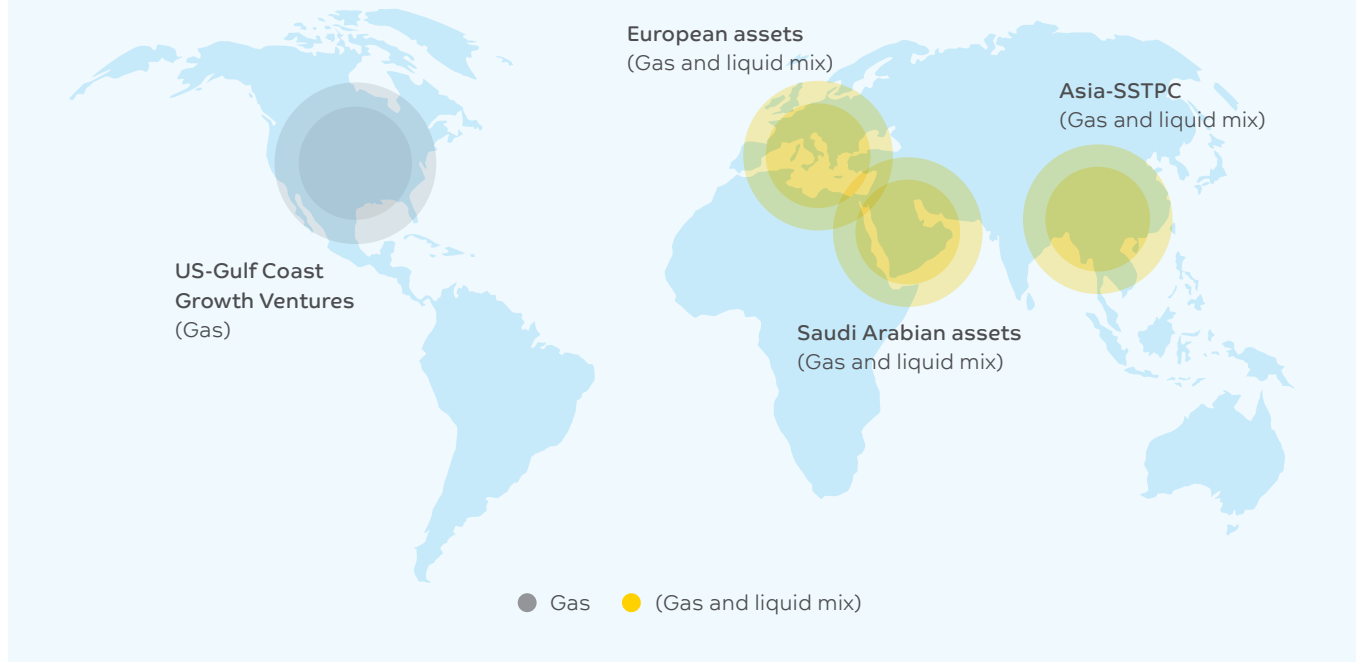 European assets
(Gas and liquid mix)
Asia-SSTPC
(Gas and liquid mix)
US-Gulf Coast
Growth Ventures
(Gas)
Saudi Arabian assets
(Gas and liquid mix)
Gas
(Gas and liquid mix)